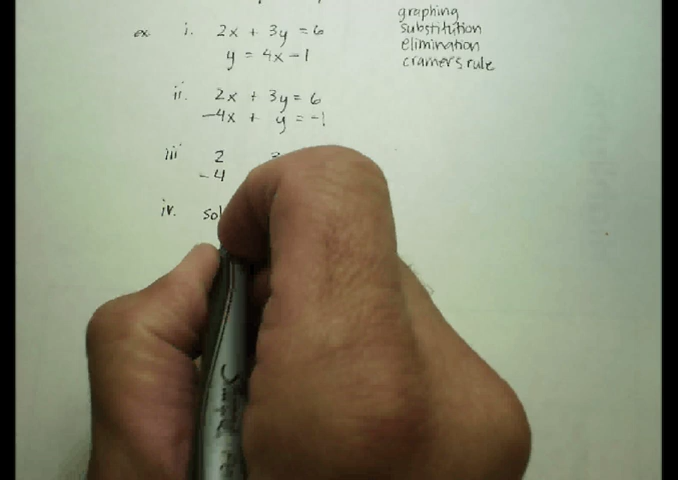 graphing
substitution
elimination
cramers rule
ex i. 2x + 3y = 6
y = 4x - 1
ii. 2x + 3y = 6
-4x + y = -1
iii 2
-4
iv. sol